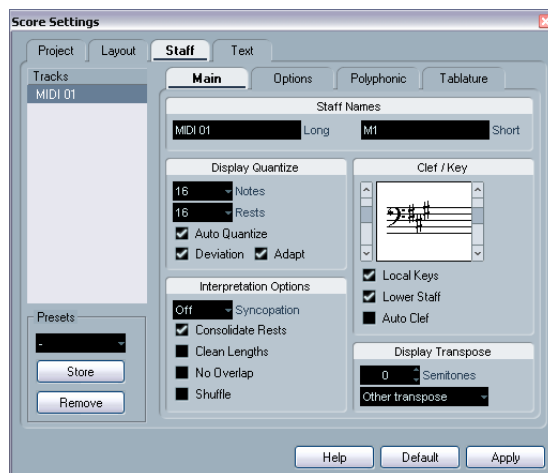 Score Settings
Project Layout Staff Text
Tracks
MIDI 01
Main Options Polyphonic Tablature
Staff Names
MIDI 01 Long M1 Short
Display Quantize
16 Notes
16 Rests
Auto Quantize
Deviation Adapt
Interpretation Options
Off Syncopation
Consolidate Rests
Clean Lengths
No Overlap
Shuffle
Clef / Key
Local Keys
Lower Staff
Auto Clef
Display Transpose
0 Semitones
Other transpose
Presets
-
Store
Remove
Help Default Apply